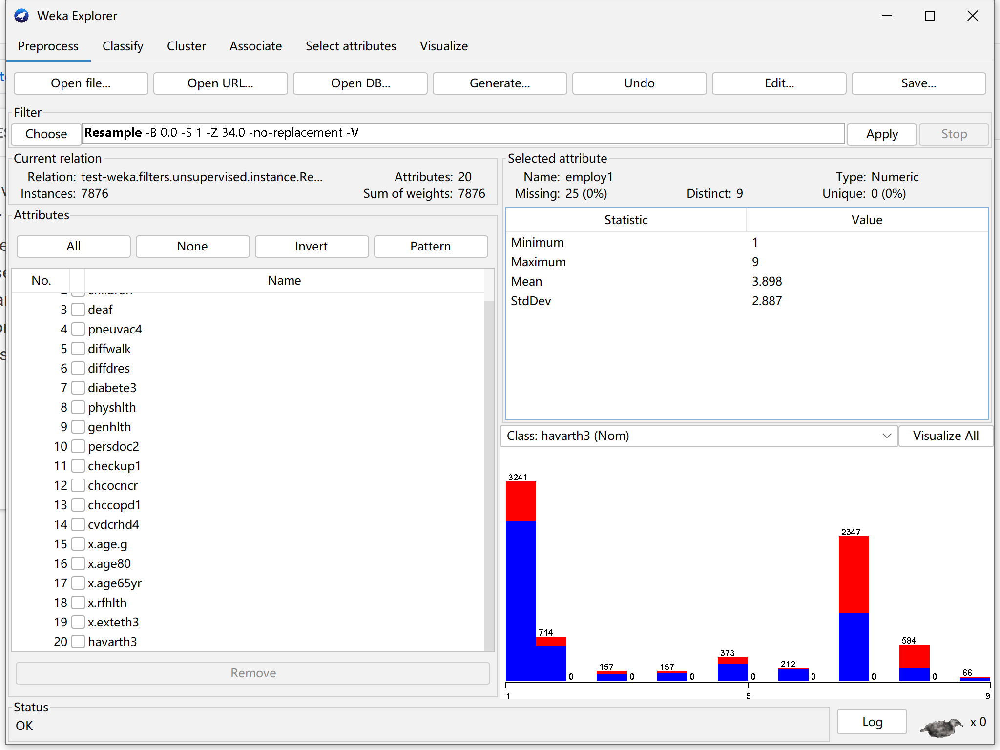 Weka Explorer
Preprocess Classify Cluster Associate Select attributes Visualize
Open file... Open URL... Open DB... Generate... Undo Edit... Save...
Filter
Choose Resample -B 0.0 -S 1 -Z 34.0 -no-replacement -V Apply Stop
Current relation
Relation: test-weka.filters.unsupervised.instance.Re... Attributes: 20
Instances: 7876 Sum of weights: 7876
Attributes
All None Invert Pattern
No. Name
2 children
3 deaf
4 pneuvac4
5 diffwalk
6 diffdres
7 diabete3
8 physhlth
9 genhlth
10 persdoc2
11 checkup1
12 chcocncr
13 chccopd1
14 cvdcrhd4
15 x.age.g
16 x.age80
17 x.age65yr
18 x.rfhlth
19 x.exteth3
20 havarth3
Remove
Selected attribute
Name: employ1 Type: Numeric
Missing: 25 (0%) Distinct: 9 Unique: 0 (0%)
Statistic Value
Minimum 1
Maximum 9
Mean 3.898
StdDev 2.887
Class: havarth3 (Nom) Visualize All
3241
2347
714
584
373
157 157 212 66
0 0 0 0 0 0 0
1 5 9
Status
OK
Log x 0